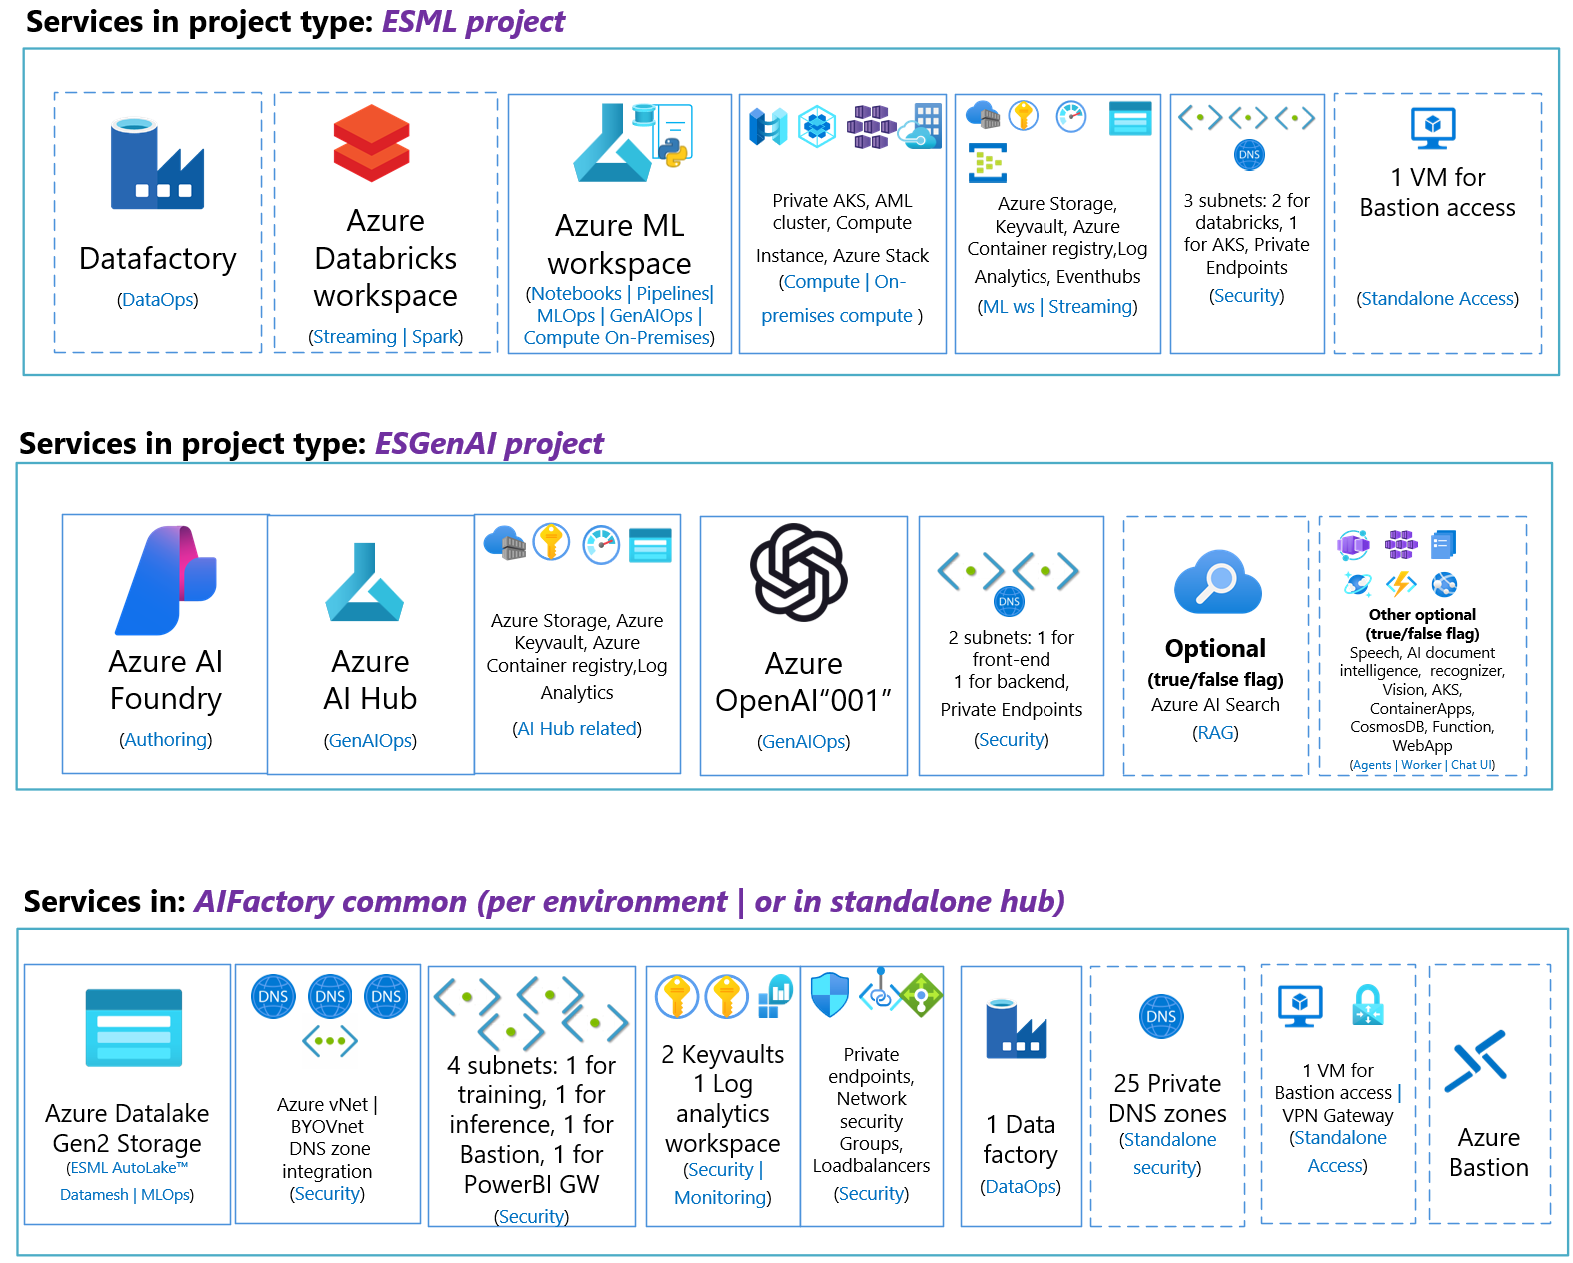 Services in project type: ESML project
Datafactory
(DataOps)
Azure
Databricks
workspace
(Streaming | Spark)
Azure ML
workspace
(Notebooks | Pipelines|
MLOps | GenAIOps |
Compute On-Premises)
Private AKS, AML
cluster, Compute
Instance, Azure Stack
(Compute | On-
premises compute )
Azure Storage,
Keyvault, Azure
Container registry,Log
Analytics, Eventhubs
(ML ws | Streaming)
DNS
3 subnets: 2 for
databricks, 1
for AKS, Private
Endpoints
(Security)
1 VM for
Bastion access
(Standalone Access)
Services in project type: ESGenAI project
Azure AI
Foundry
(Authoring)
Azure
AI Hub
(GenAIOps)
Azure Storage, Azure
Keyvault, Azure
Container registry,Log
Analytics
(AI Hub related)
Azure
OpenAI“001”
(GenAIOps)
DNS
2 subnets: 1 for
front-end
1 for backend,
Private Endpoints
(Security)
Optional
(true/false flag)
Azure AI Search
(RAG)
Other optional
(true/false flag)
Speech, AI document
intelligence, recognizer,
Vision, AKS,
ContainerApps,
CosmosDB, Function,
WebApp
(Agents | Worker | Chat UI)
Services in: AIFactory common (per environment | or in standalone hub)
Azure Datalake
Gen2 Storage
(ESML AutoLake™
Datamesh | MLOps)
DNS DNS DNS
Azure vNet |
BYOVnet
DNS zone
integration
(Security)
4 subnets: 1 for
training, 1 for
inference, 1 for
Bastion, 1 for
PowerBI GW
(Security)
2 Keyvaults
1 Log
analytics
workspace
(Security |
Monitoring)
Private
endpoints,
Network
security
Groups,
Loadbalancers
(Security)
1 Data
factory
(DataOps)
DNS
25 Private
DNS zones
(Standalone
security)
1 VM for
Bastion access |
VPN Gateway
(Standalone
Access)
Azure
Bastion